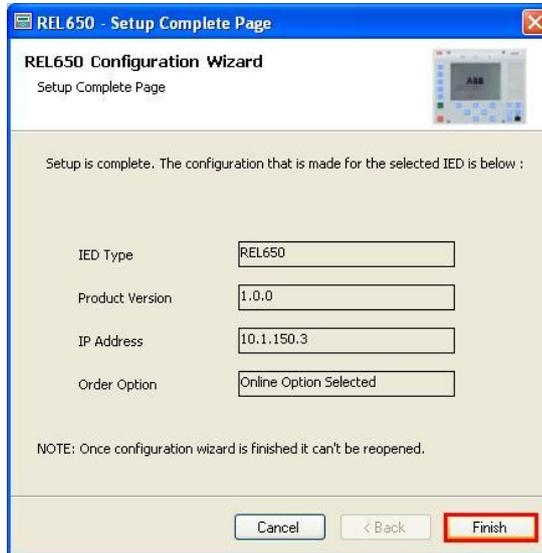 REL650 - Setup Complete Page
REL650 Configuration Wizard
Setup Complete Page
ABB
Setup is complete. The configuration that is made for the selected IED is below :
IED Type REL650
Product Version 1.0.0
IP Address 10.1.150.3
Order Option Online Option Selected
NOTE: Once configuration wizard is finished it can't be reopened.
Cancel < Back Finish